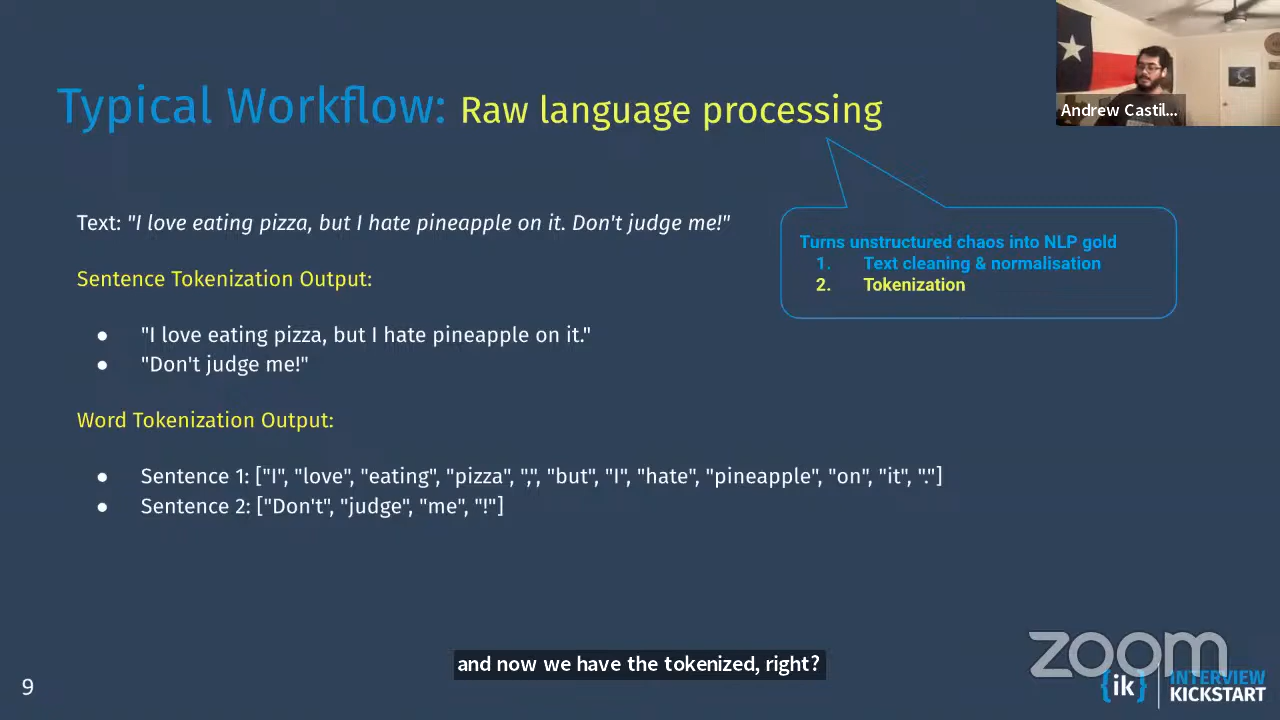 Typical Workflow: Raw language processing
Andrew Castil...
Text: "I love eating pizza, but I hate pineapple on it. Don't judge me!"
Turns unstructured chaos into NLP gold
1. Text cleaning & normalisation
2. Tokenization
Sentence Tokenization Output:
● "I love eating pizza, but I hate pineapple on it."
● "Don't judge me!"
Word Tokenization Output:
● Sentence 1: ["I", "love", "eating", "pizza", ",", "but", "I", "hate", "pineapple", "on", "it", "."]
● Sentence 2: ["Don't", "judge", "me", "!"]
and now we have the tokenized, right?
9
zoom
{ik}
INTERVIEW
KICKSTART